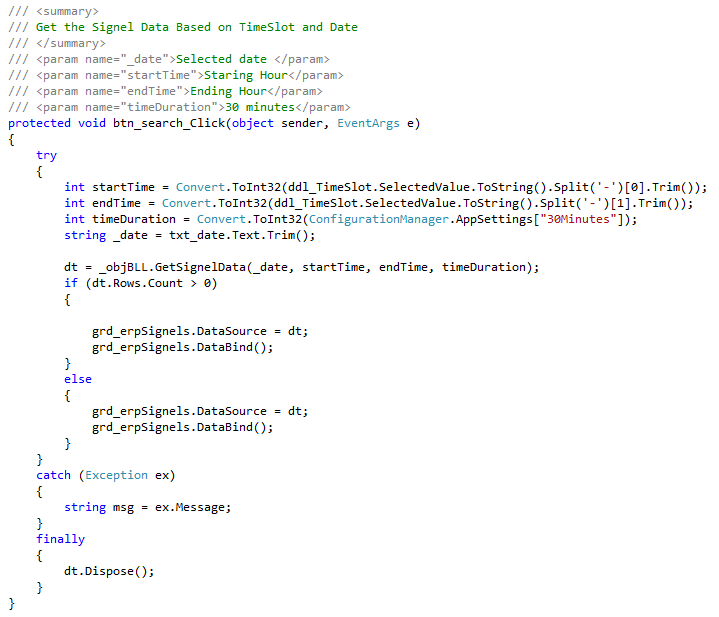 /// <summary>
/// Get the Signel Data Based on TimeSlot and Date
/// </summary>
/// <param name="_date">Selected date </param>
/// <param name="startTime">Staring Hour</param>
/// <param name="endTime">Ending Hour</param>
/// <param name="timeDuration">30 minutes</param>
protected void btn_search_Click(object sender, EventArgs e)
{
    try
    {
        int startTime = Convert.ToInt32(ddl_TimeSlot.SelectedValue.ToString().Split('-')[0].Trim());
        int endTime = Convert.ToInt32(ddl_TimeSlot.SelectedValue.ToString().Split('-')[1].Trim());
        int timeDuration = Convert.ToInt32(ConfigurationManager.AppSettings["30Minutes"]);
        string _date = txt_date.Text.Trim();

        dt = _objBLL.GetSignelData(_date, startTime, endTime, timeDuration);
        if (dt.Rows.Count > 0)
        {

            grd_erpSignels.DataSource = dt;
            grd_erpSignels.DataBind();
        }
        else
        {
            grd_erpSignels.DataSource = dt;
            grd_erpSignels.DataBind();
        }
    }
    catch (Exception ex)
    {
        string msg = ex.Message;
    }
    finally
    {
        dt.Dispose();
    }
}